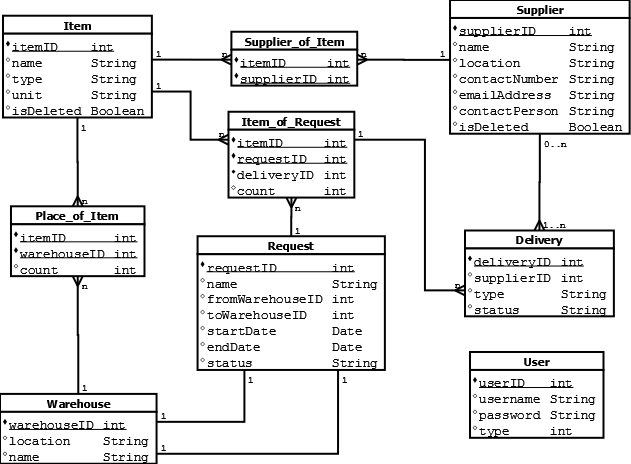 Item
itemID int
name String
type String
unit String
isDeleted Boolean
1
1
1
n
Supplier_of_Item
itemID int
supplierID int
n
1
Supplier
supplierID int
name String
location String
contactNumber String
emailAddress String
contactPerson String
isDeleted Boolean
0..n
n
Item_of_Request
itemID int
requestID int
deliveryID int
count int
1
n
n
Place_of_Item
itemID int
warehouseID int
count int
n
1
Request
requestID int
name String
fromWarehouseID int
toWarehouseID int
startDate Date
endDate Date
status String
1
1
1..n
n
Delivery
deliveryID int
supplierID int
type String
status String
1
Warehouse
warehouseID int
location String
name String
1
1
User
userID int
username String
password String
type int